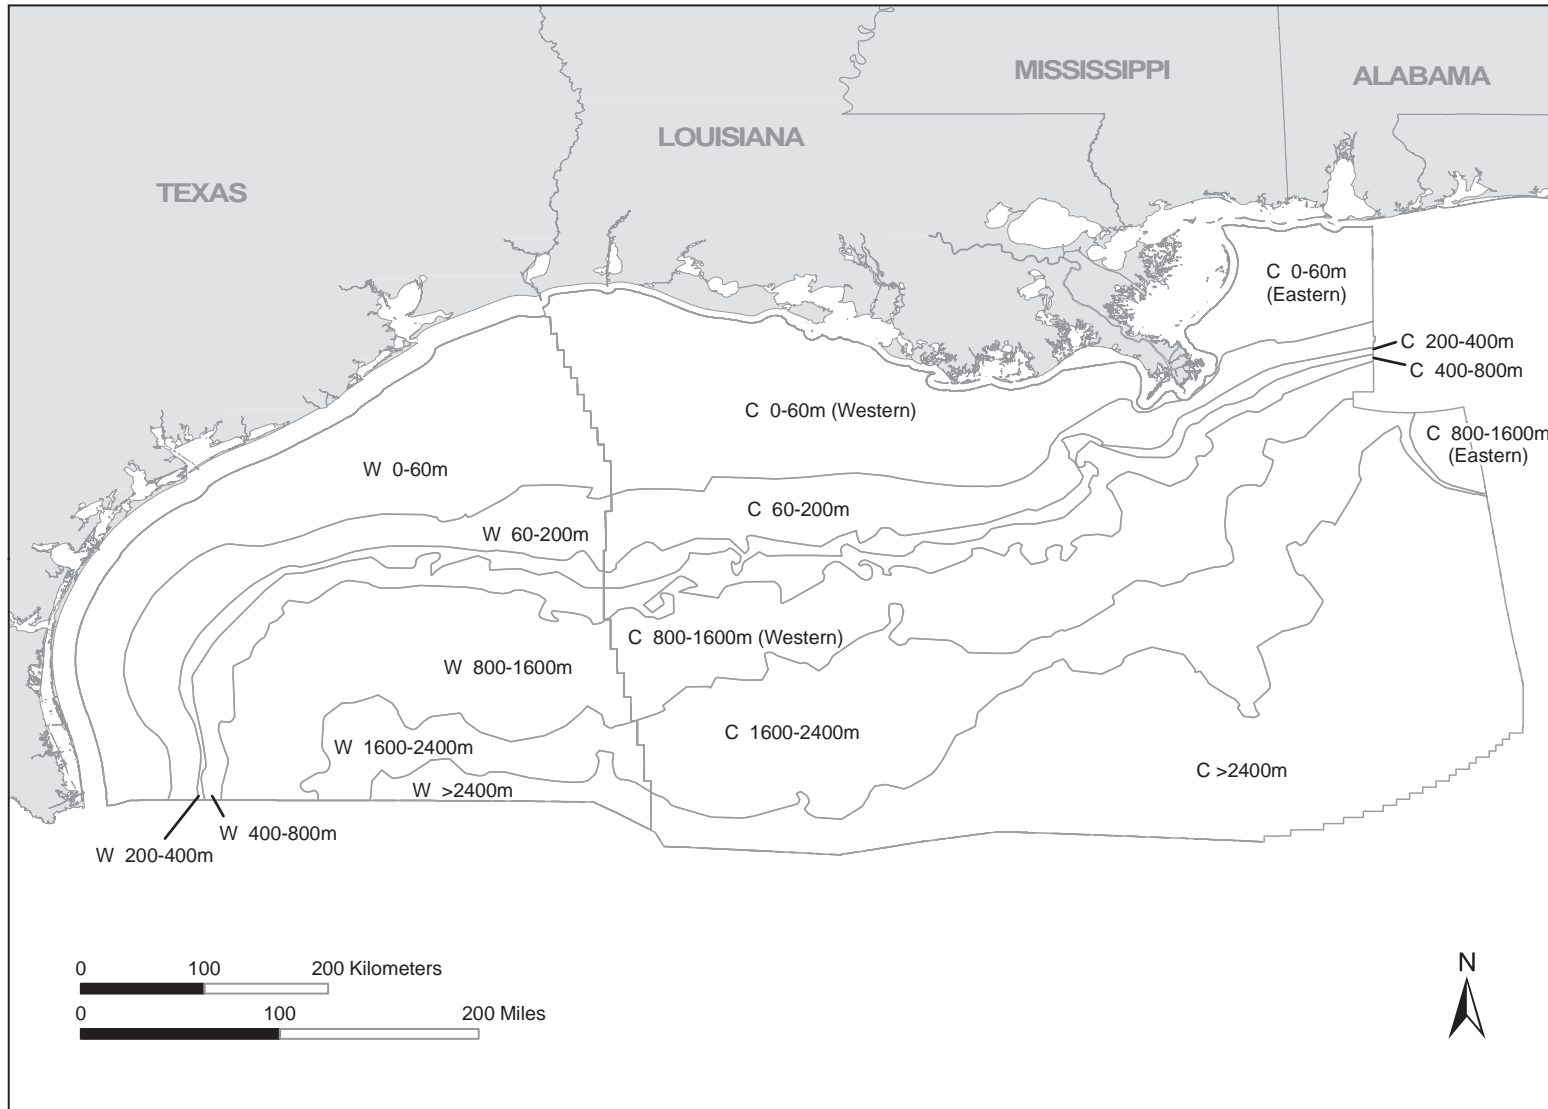 MISSISSIPPI
ALABAMA
LOUISIANA
TEXAS
C 0-60m
(Eastern)
C 200-400m
C 400-800m
C 0-60m (Western)
C 800-1600m
(Eastern)
W 0-60m
C 60-200m
W 60-200m
C 800-1600m (Western)
W 800-1600m
C 1600-2400m
W 1600-2400m
C >2400m
W >2400m
W 400-800m
W 200-400m
0 100 200 Kilometers
0 100 200 Miles
N